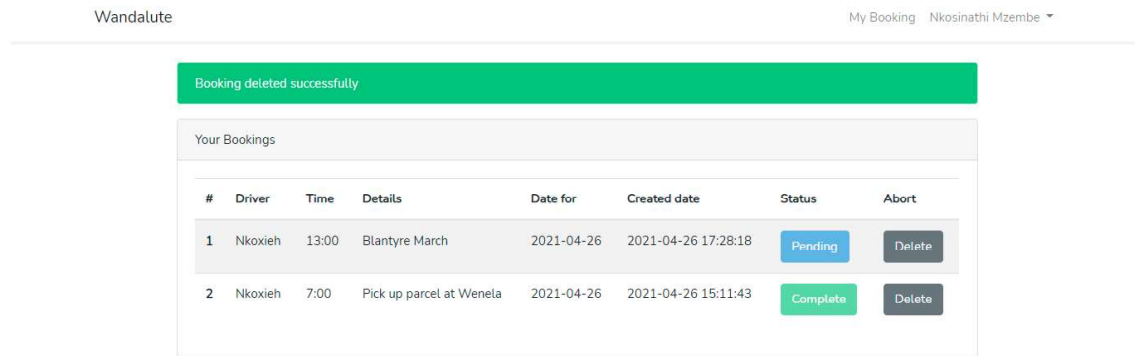 Wandalute My Booking Nkosinathi Mzembe
Booking deleted successfully
Your Bookings
# Driver Time Details Date for Created date Status Abort
1 Nkoxieh 13:00 Blantyre March 2021-04-26 2021-04-26 17:28:18 Pending Delete
2 Nkoxieh 7:00 Pick up parcel at Wenela 2021-04-26 2021-04-26 15:11:43 Complete Delete